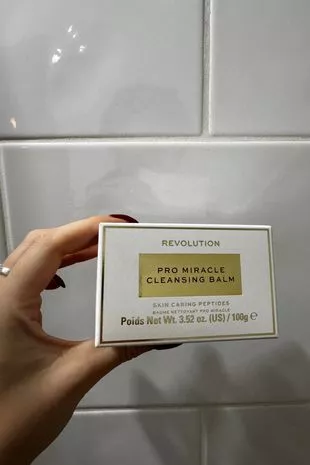 REVOLUTION
PRO MIRACLE
CLEANSING BALM
SKIN CARING PEPTIDES
BAUME NETTOYANT PRO MIRACLE
Poids Net Wt. 3.52 oz. (US) / 100g ℮